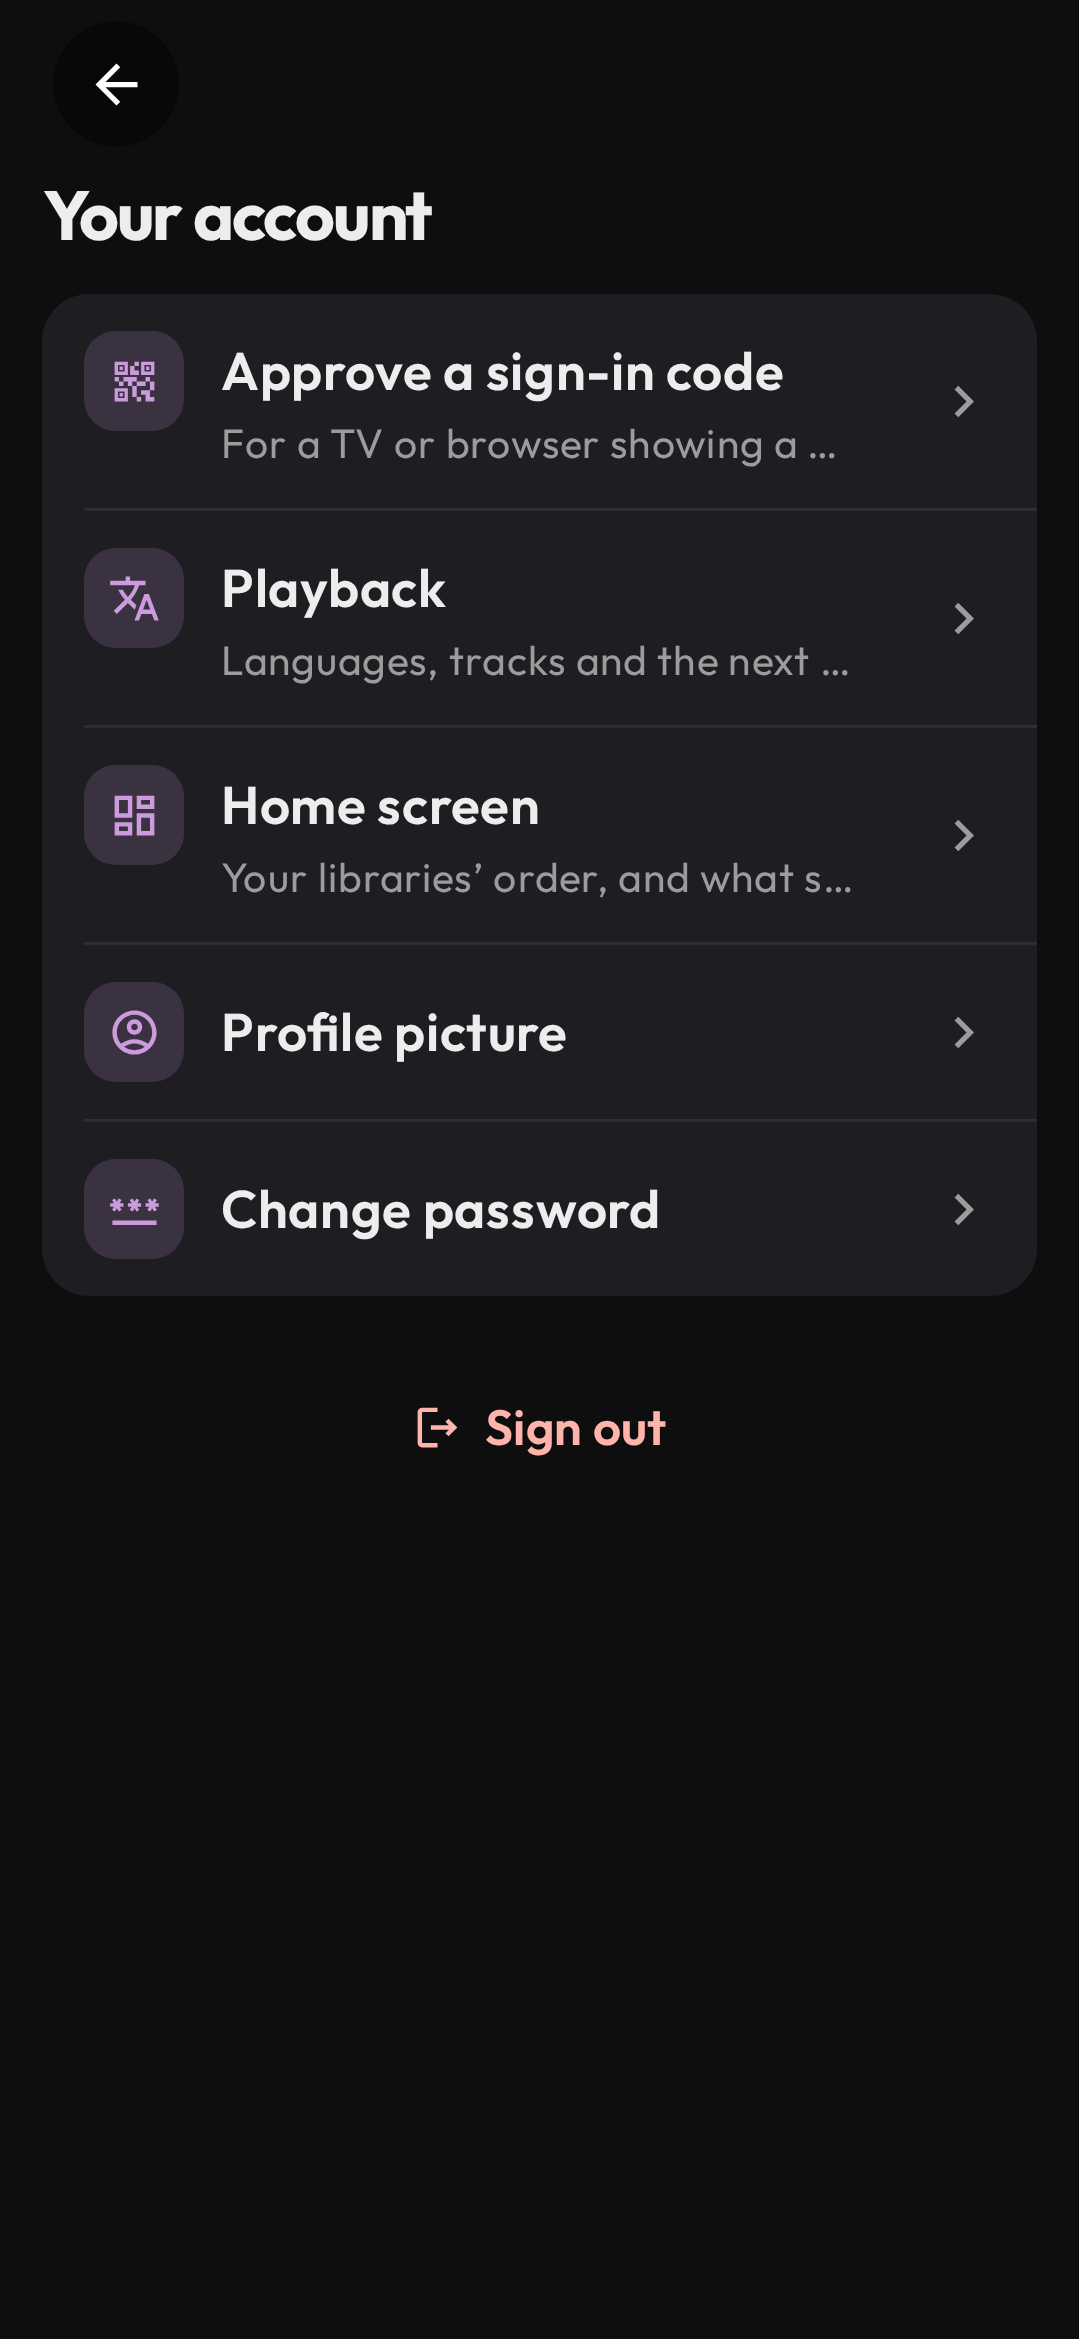 Your account
Approve a sign-in code
For a TV or browser showing a ...
Playback
Languages, tracks and the next ...
Home screen
Your libraries’ order, and what s...
Profile picture
Change password
Sign out